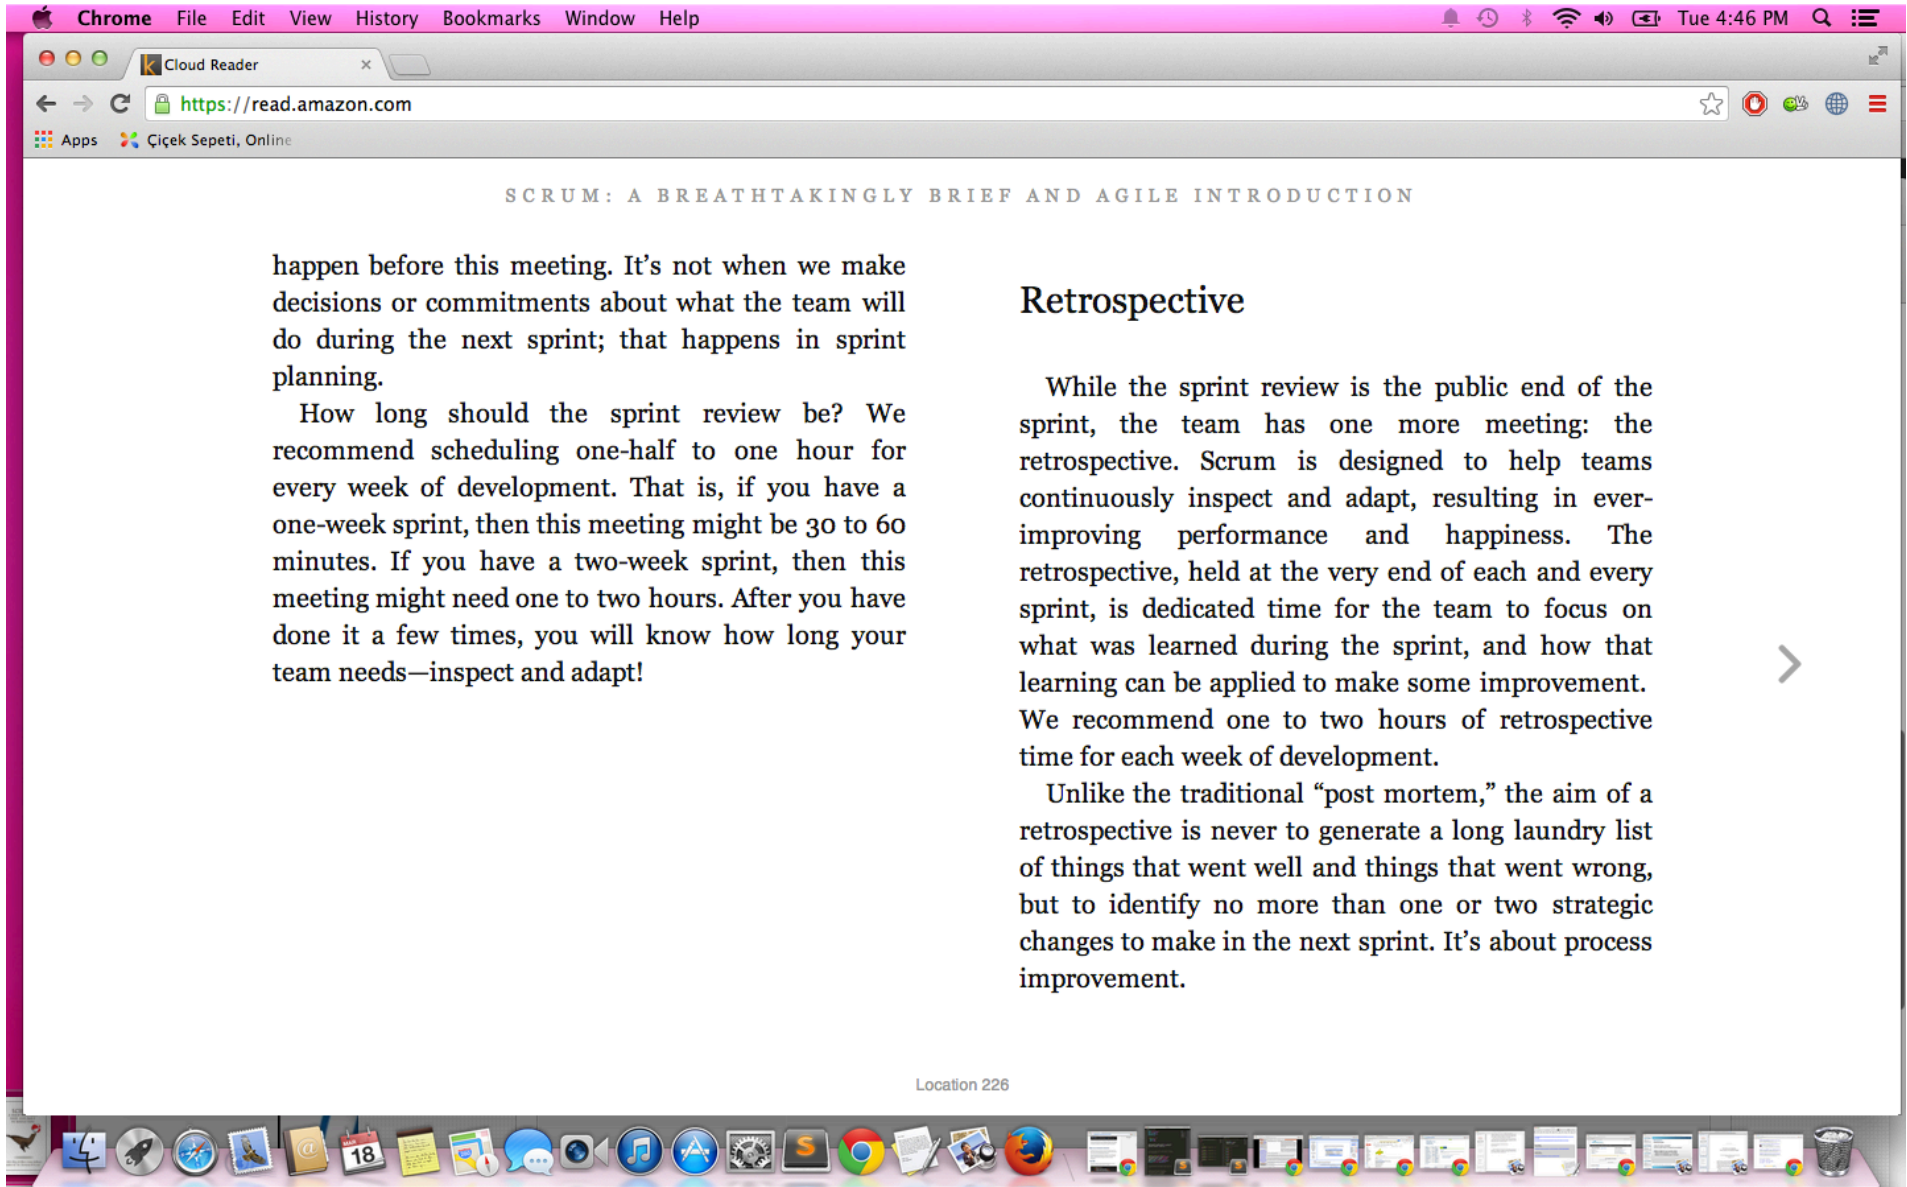 Chrome File Edit View History Bookmarks Window Help Tue 4:46 PM
Cloud Reader
https://read.amazon.com
Apps Çiçek Sepeti, Online
SCRUM: A BREATHTAKINGLY BRIEF AND AGILE INTRODUCTION
happen before this meeting. It’s not when we make
decisions or commitments about what the team will
do during the next sprint; that happens in sprint
planning.
How long should the sprint review be? We
recommend scheduling one-half to one hour for
every week of development. That is, if you have a
one-week sprint, then this meeting might be 30 to 60
minutes. If you have a two-week sprint, then this
meeting might need one to two hours. After you have
done it a few times, you will know how long your
team needs—inspect and adapt!
Retrospective
While the sprint review is the public end of the
sprint, the team has one more meeting: the
retrospective. Scrum is designed to help teams
continuously inspect and adapt, resulting in ever-
improving performance and happiness. The
retrospective, held at the very end of each and every
sprint, is dedicated time for the team to focus on
what was learned during the sprint, and how that
learning can be applied to make some improvement.
We recommend one to two hours of retrospective
time for each week of development.
Unlike the traditional “post mortem,” the aim of a
retrospective is never to generate a long laundry list
of things that went well and things that went wrong,
but to identify no more than one or two strategic
changes to make in the next sprint. It’s about process
improvement.
Location 226
MAR
18